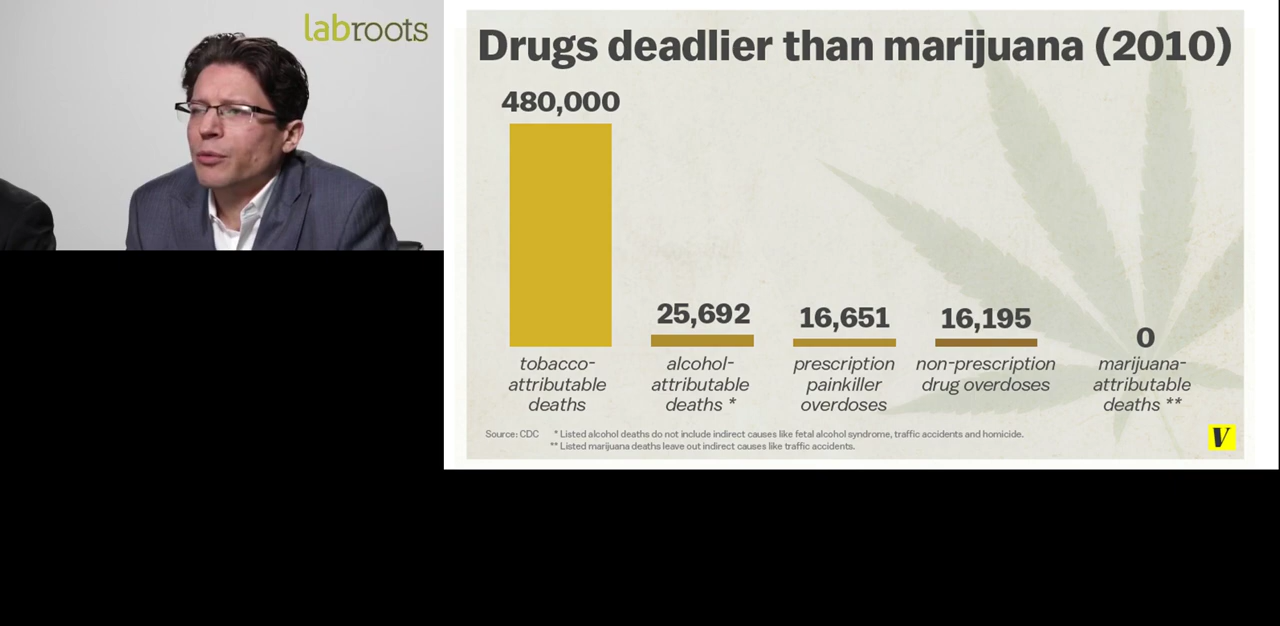 labroots
Drugs deadlier than marijuana (2010)
480,000
25,692
16,651
16,195
0
tobacco-
attributable
deaths
alcohol-
attributable
deaths *
prescription
painkiller
overdoses
non-prescription
drug overdoses
marijuana-
attributable
deaths **
Source: CDC * Listed alcohol deaths do not include indirect causes like fetal alcohol syndrome, traffic accidents and homicide.
** Listed marijuana deaths leave out indirect causes like traffic accidents.
V